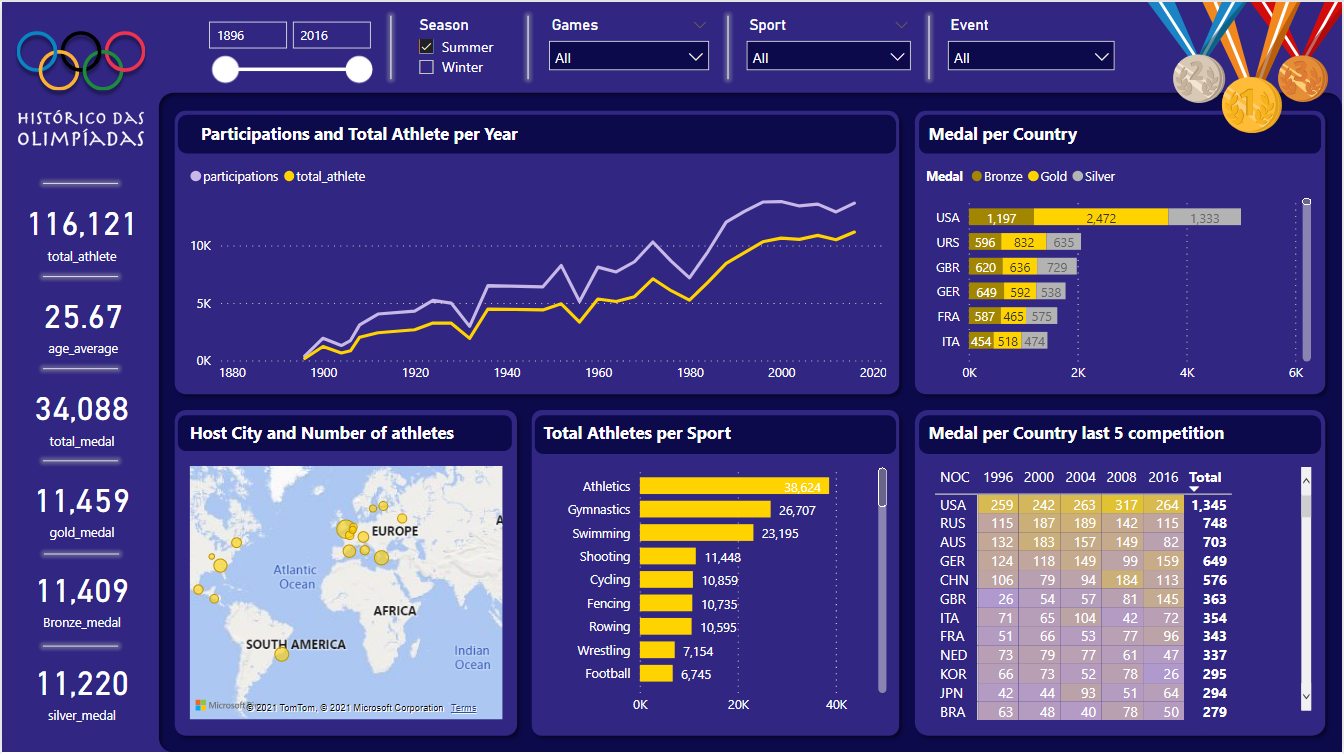 1896 2016
Season
Summer
Winter
Games
All
Sport
All
Event
All
2 1 3
HISTÓRICO DAS
OLIMPÍADAS
116,121
total_athlete
25.67
age_average
34,088
total_medal
11,459
gold_medal
11,409
Bronze_medal
11,220
silver_medal
Participations and Total Athlete per Year
participations total_athlete
10K
5K
0K
1880 1900 1920 1940 1960 1980 2000 2020
Medal per Country
Medal Bronze Gold Silver
USA 1,197 2,472 1,333
URS 596 832 635
GBR 620 636 729
GER 649 592 538
FRA 587 465 575
ITA 454 518 474
0K 2K 4K 6K
Host City and Number of athletes
EUROPE
A
Atlantic
Ocean
AFRICA
SOUTH AMERICA
Indian
Ocean
Microsoft © 2021 TomTom, © 2021 Microsoft Corporation Terms
Total Athletes per Sport
Athletics 38,624
Gymnastics 26,707
Swimming 23,195
Shooting 11,448
Cycling 10,859
Fencing 10,735
Rowing 10,595
Wrestling 7,154
Football 6,745
0K 20K 40K
Medal per Country last 5 competition
NOC 1996 2000 2004 2008 2016 Total
USA 259 242 263 317 264 1,345
RUS 115 187 189 142 115 748
AUS 132 183 157 149 82 703
GER 124 118 149 99 159 649
CHN 106 79 94 184 113 576
GBR 26 54 57 81 145 363
ITA 71 65 104 42 72 354
FRA 51 66 53 77 96 343
NED 73 79 77 61 47 337
KOR 66 73 52 78 26 295
JPN 42 44 93 51 64 294
BRA 63 48 40 78 50 279